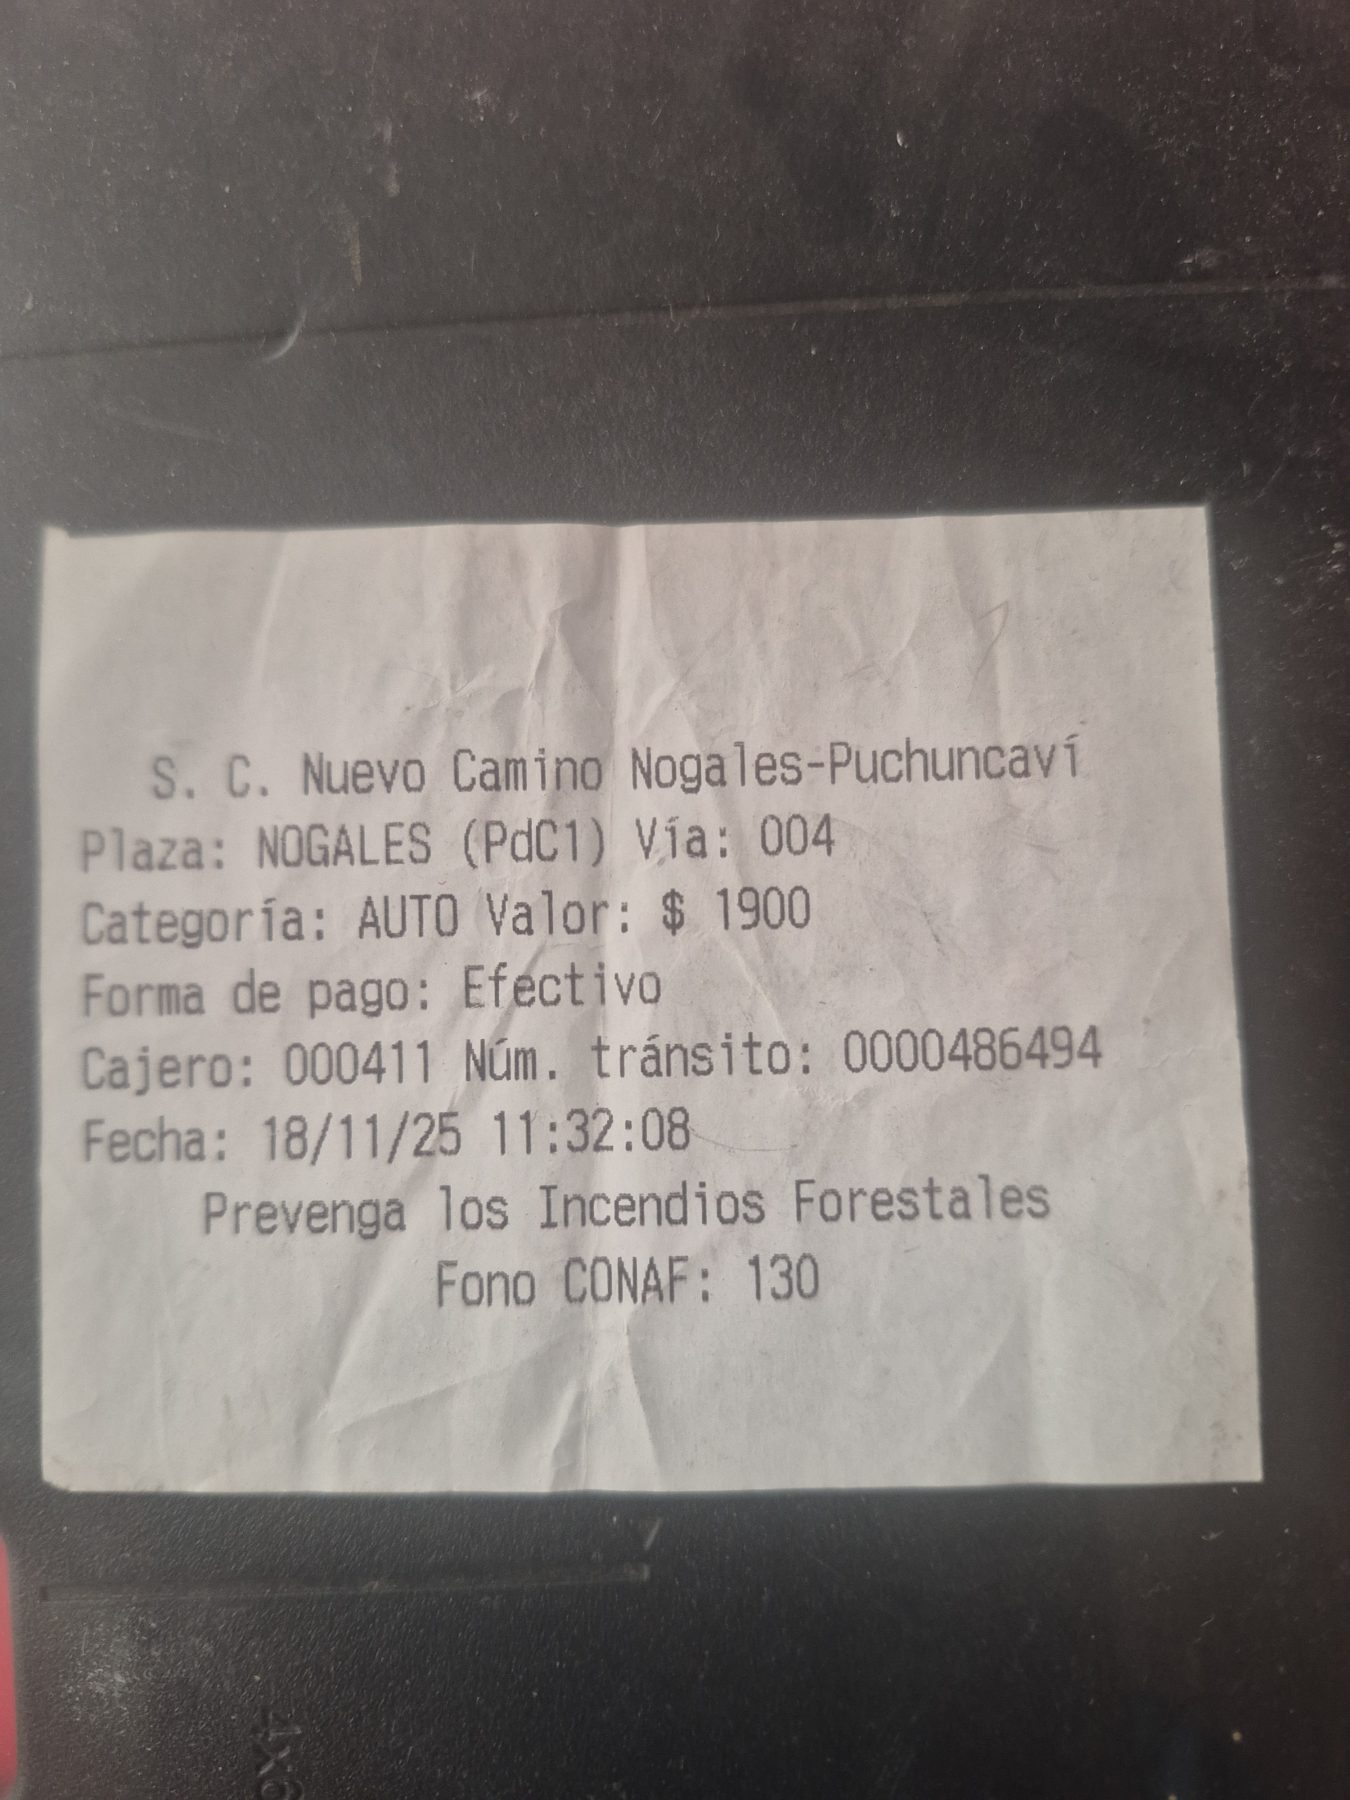 S. C. Nuevo Camino Nogales-Puchuncaví
Plaza: NOGALES (PdC1) Vía: 004
Categoría: AUTO Valor: $ 1900
Forma de pago: Efectivo
Cajero: 000411 Núm. tránsito: 0000486494
Fecha: 18/11/25 11:32:08
Prevenga los Incendios Forestales
Fono CONAF: 130